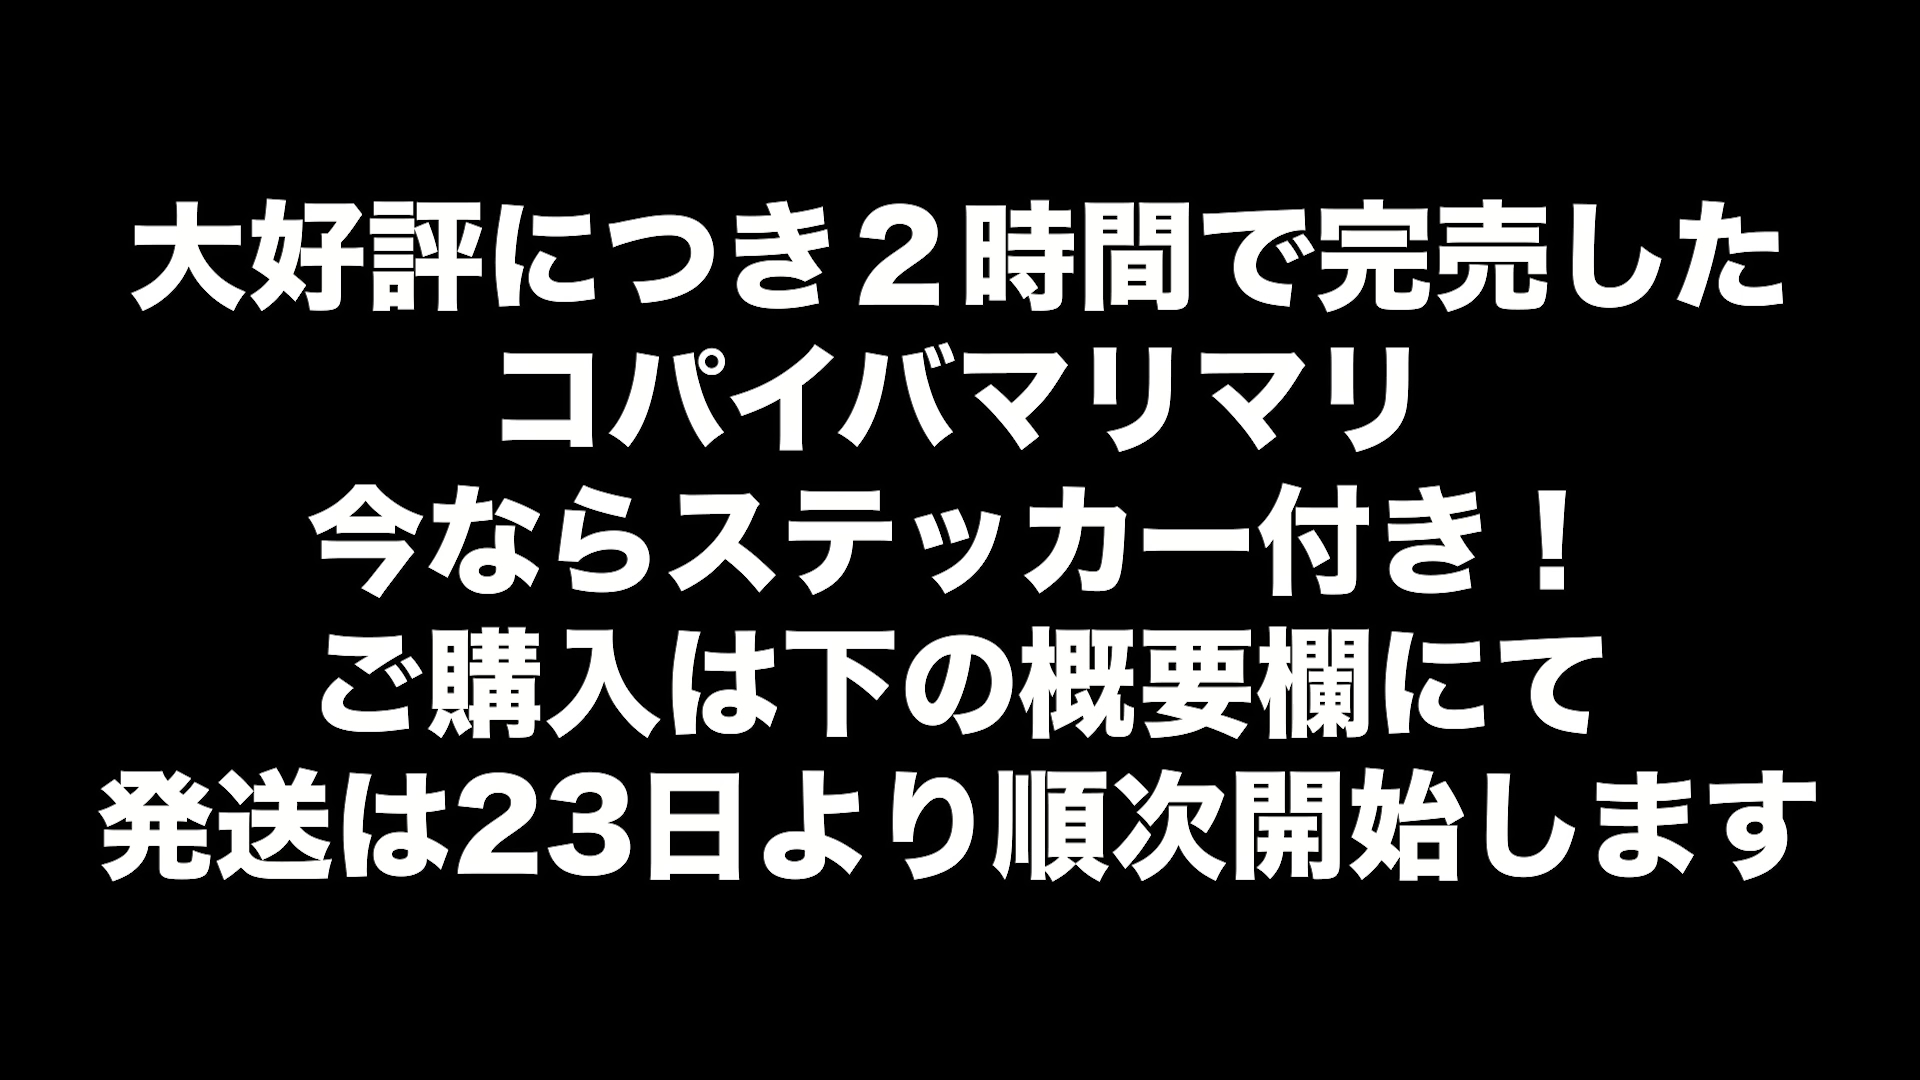 大好評につき２時間で完売した
コパイバマリマリ
今ならステッカー付き！
ご購入は下の概要欄にて
発送は23日より順次開始します